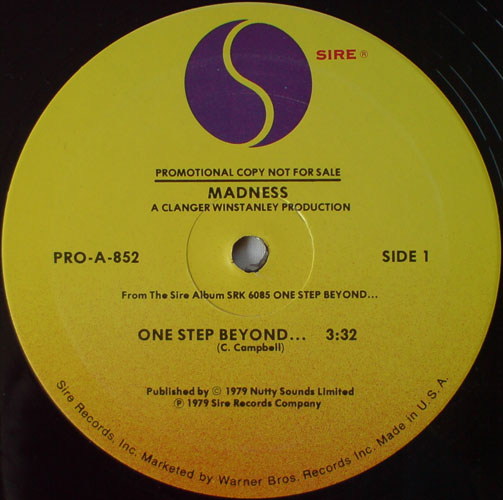 SIRE ®
PROMOTIONAL COPY NOT FOR SALE
MADNESS
A CLANGER WINSTANLEY PRODUCTION
PRO-A-852
SIDE 1
From The Sire Album SRK 6085 ONE STEP BEYOND...
ONE STEP BEYOND... 3:32
(C. Campbell)
Published by © 1979 Nutty Sounds Limited
℗ 1979 Sire Records Company
Sire Records, Inc. Marketed by Warner Bros. Records Inc. Made in U.S.A.